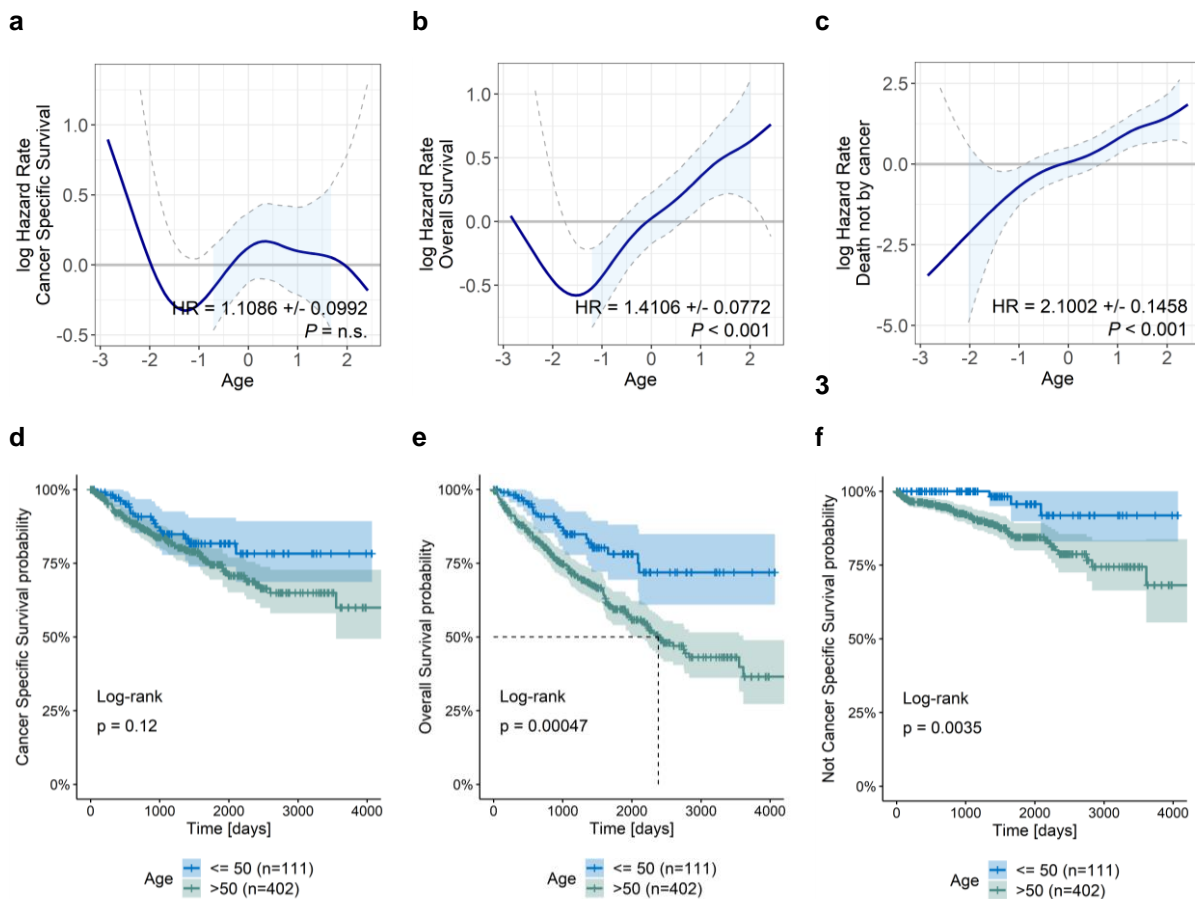 a
log Hazard Rate
Cancer Specific Survival
1.0
0.5
0.0
-0.5
HR = 1.1086 +/- 0.0992
P = n.s.
-3 -2 -1 0 1 2
Age
b
log Hazard Rate
Overall Survival
1.0
0.5
0.0
-0.5
HR = 1.4106 +/- 0.0772
P < 0.001
-3 -2 -1 0 1 2
Age
c
log Hazard Rate
Death not by cancer
2.5
0.0
-2.5
-5.0
HR = 2.1002 +/- 0.1458
P < 0.001
-3 -2 -1 0 1 2
Age
3
d
Cancer Specific Survival probability
100%
75%
50%
25%
0%
Log-rank
p = 0.12
0 1000 2000 3000 4000
Time [days]
Age
<= 50 (n=111)
>50 (n=402)
e
Overall Survival probability
100%
75%
50%
25%
0%
Log-rank
p = 0.00047
0 1000 2000 3000 4000
Time [days]
Age
<= 50 (n=111)
>50 (n=402)
f
Not Cancer Specific Survival probability
100%
75%
50%
25%
0%
Log-rank
p = 0.0035
0 1000 2000 3000 4000
Time [days]
Age
<= 50 (n=111)
>50 (n=402)